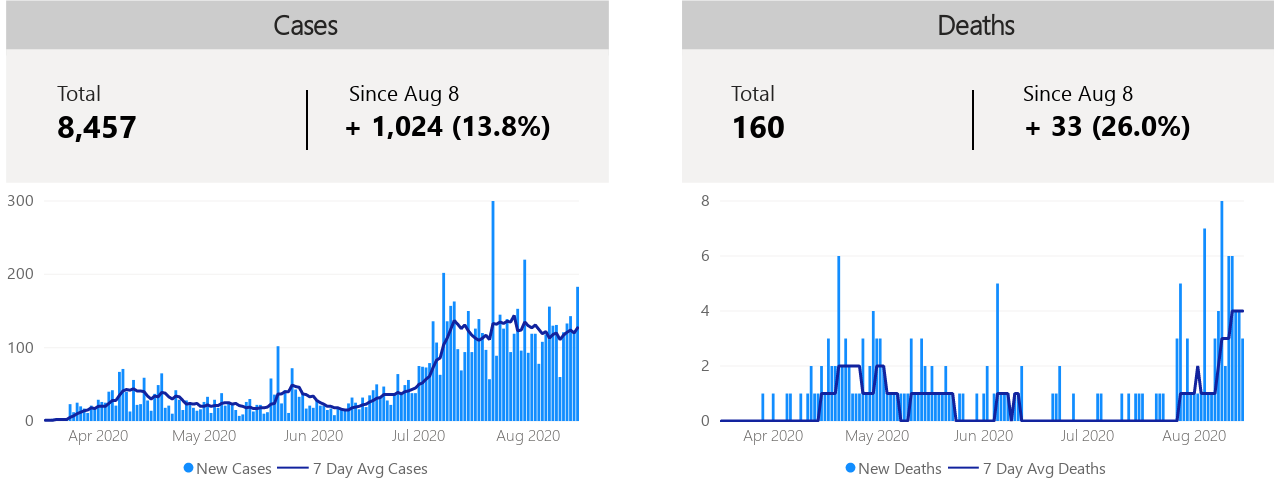 Cases
Total
Since Aug 8
8,457
+ 1,024 (13.8%)
300
200
100
0
Apr 2020 May 2020 Jun 2020 Jul 2020 Aug 2020
New Cases 7 Day Avg Cases
Deaths
Total
Since Aug 8
160
+ 33 (26.0%)
8
6
4
2
0
Apr 2020 May 2020 Jun 2020 Jul 2020 Aug 2020
New Deaths 7 Day Avg Deaths